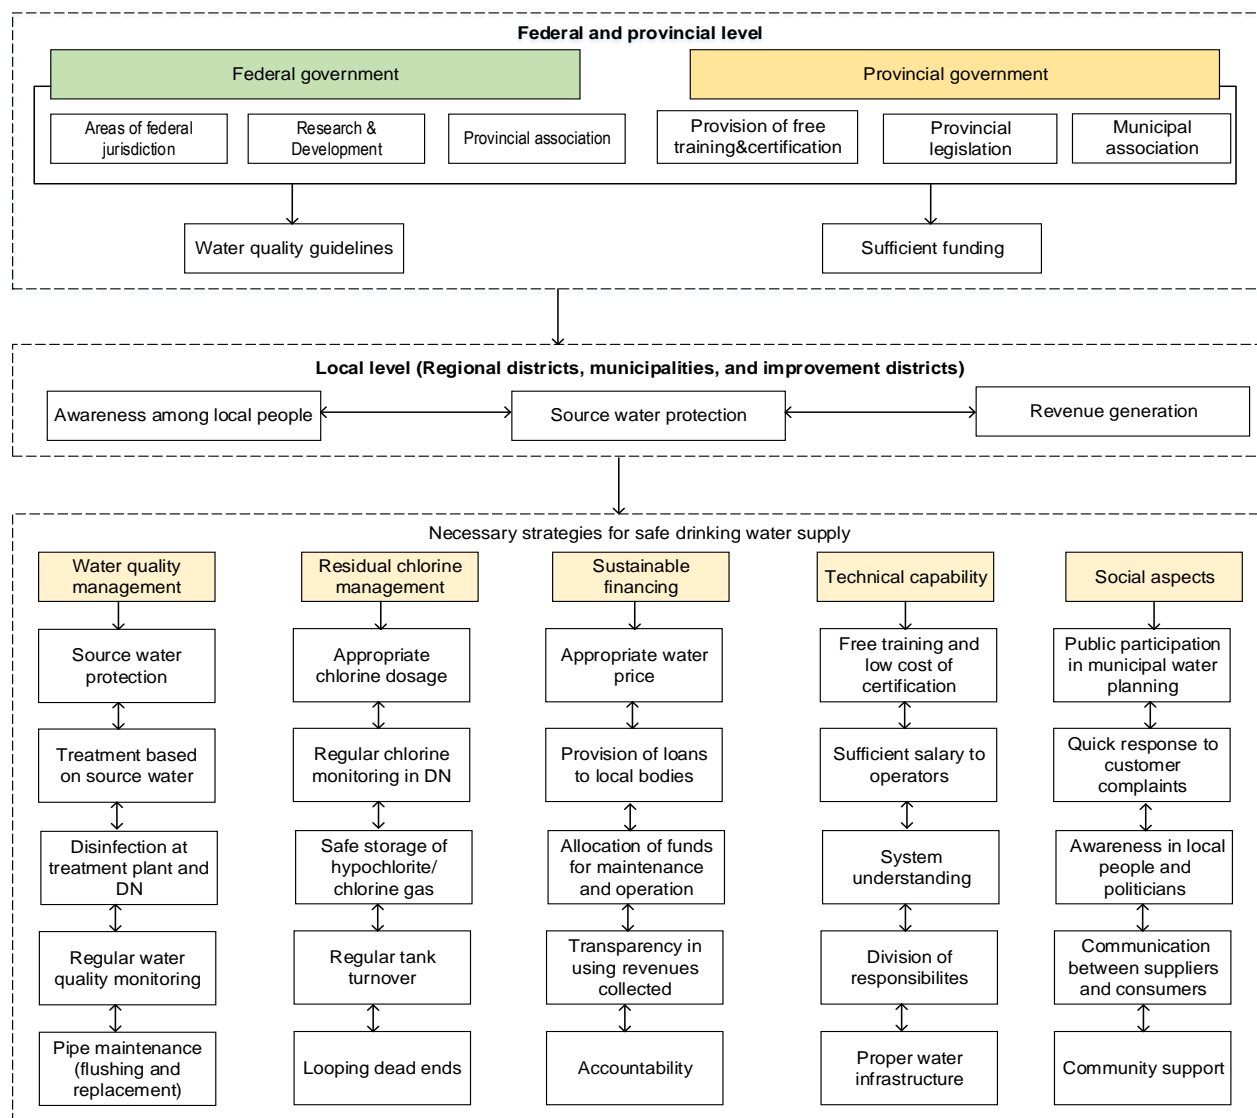 Federal and provincial level
Federal government
Provincial government
Areas of federal
jurisdiction
Research &
Development
Provincial association
Provision of free
training&certification
Provincial
legislation
Municipal
association
Water quality guidelines
Sufficient funding
Local level (Regional districts, municipalities, and improvement districts)
Awareness among local people
Source water protection
Revenue generation
Necessary strategies for safe drinking water supply
Water quality
management
Source water
protection
Treatment based
on source water
Disinfection at
treatment plant and
DN
Regular water
quality monitoring
Pipe maintenance
(flushing and
replacement)
Residual chlorine
management
Appropriate
chlorine dosage
Regular chlorine
monitoring in DN
Safe storage of
hypochlorite/
chlorine gas
Regular tank
turnover
Looping dead ends
Sustainable
financing
Appropriate water
price
Provision of loans
to local bodies
Allocation of funds
for maintenance
and operation
Transparency in
using revenues
collected
Accountability
Technical capability
Free training and
low cost of
certification
Sufficient salary to
operators
System
understanding
Division of
responsibilites
Proper water
infrastructure
Social aspects
Public participation
in municipal water
planning
Quick response to
customer
complaints
Awareness in local
people and
politicians
Communication
between suppliers
and consumers
Community support